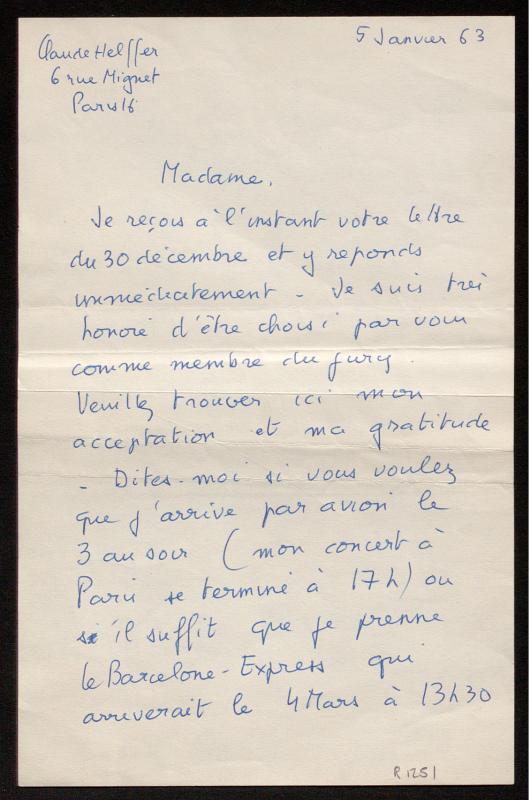 Claude Helffer
6 rue Mignet
Paris 16
5 Janvier 63
Madame,
Je reçois à l'instant votre lettre
du 30 décembre et y reponds
immédiatement - Je suis très
honoré d'être choisi par vous
comme membre du jury.
Veuillez trouver ici mon
acceptation et ma gratitude
- Dites-moi si vous voulez
que j'arrive par avion le
3 au soir (mon concert à
Paris se termine à 17h) ou
s'il suffit que je prenne
le Barcelone-Express qui
arriverait le 4 Mars à 13h30
R 1251